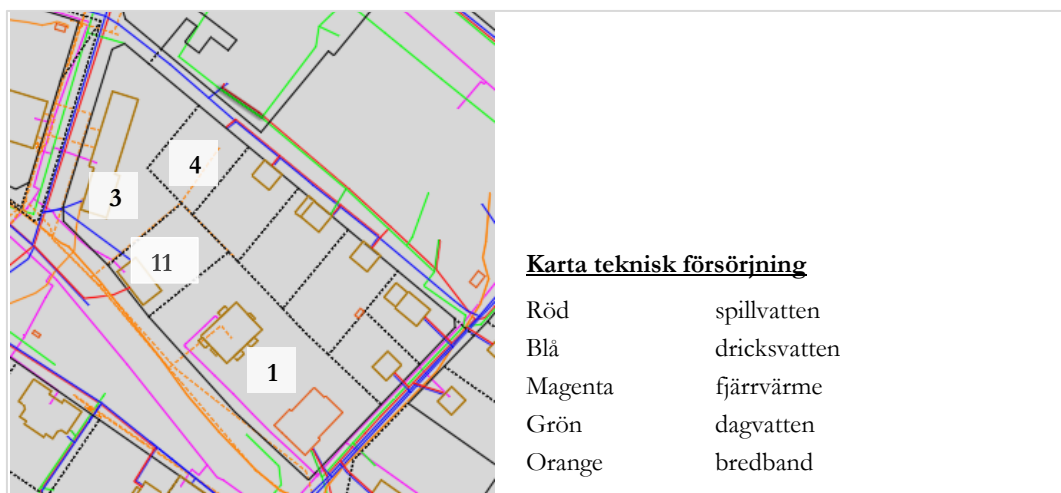 4
3
11
1
Karta teknisk försörjning
Röd spillvatten
Blå dricksvatten
Magenta fjärrvärme
Grön dagvatten
Orange bredband